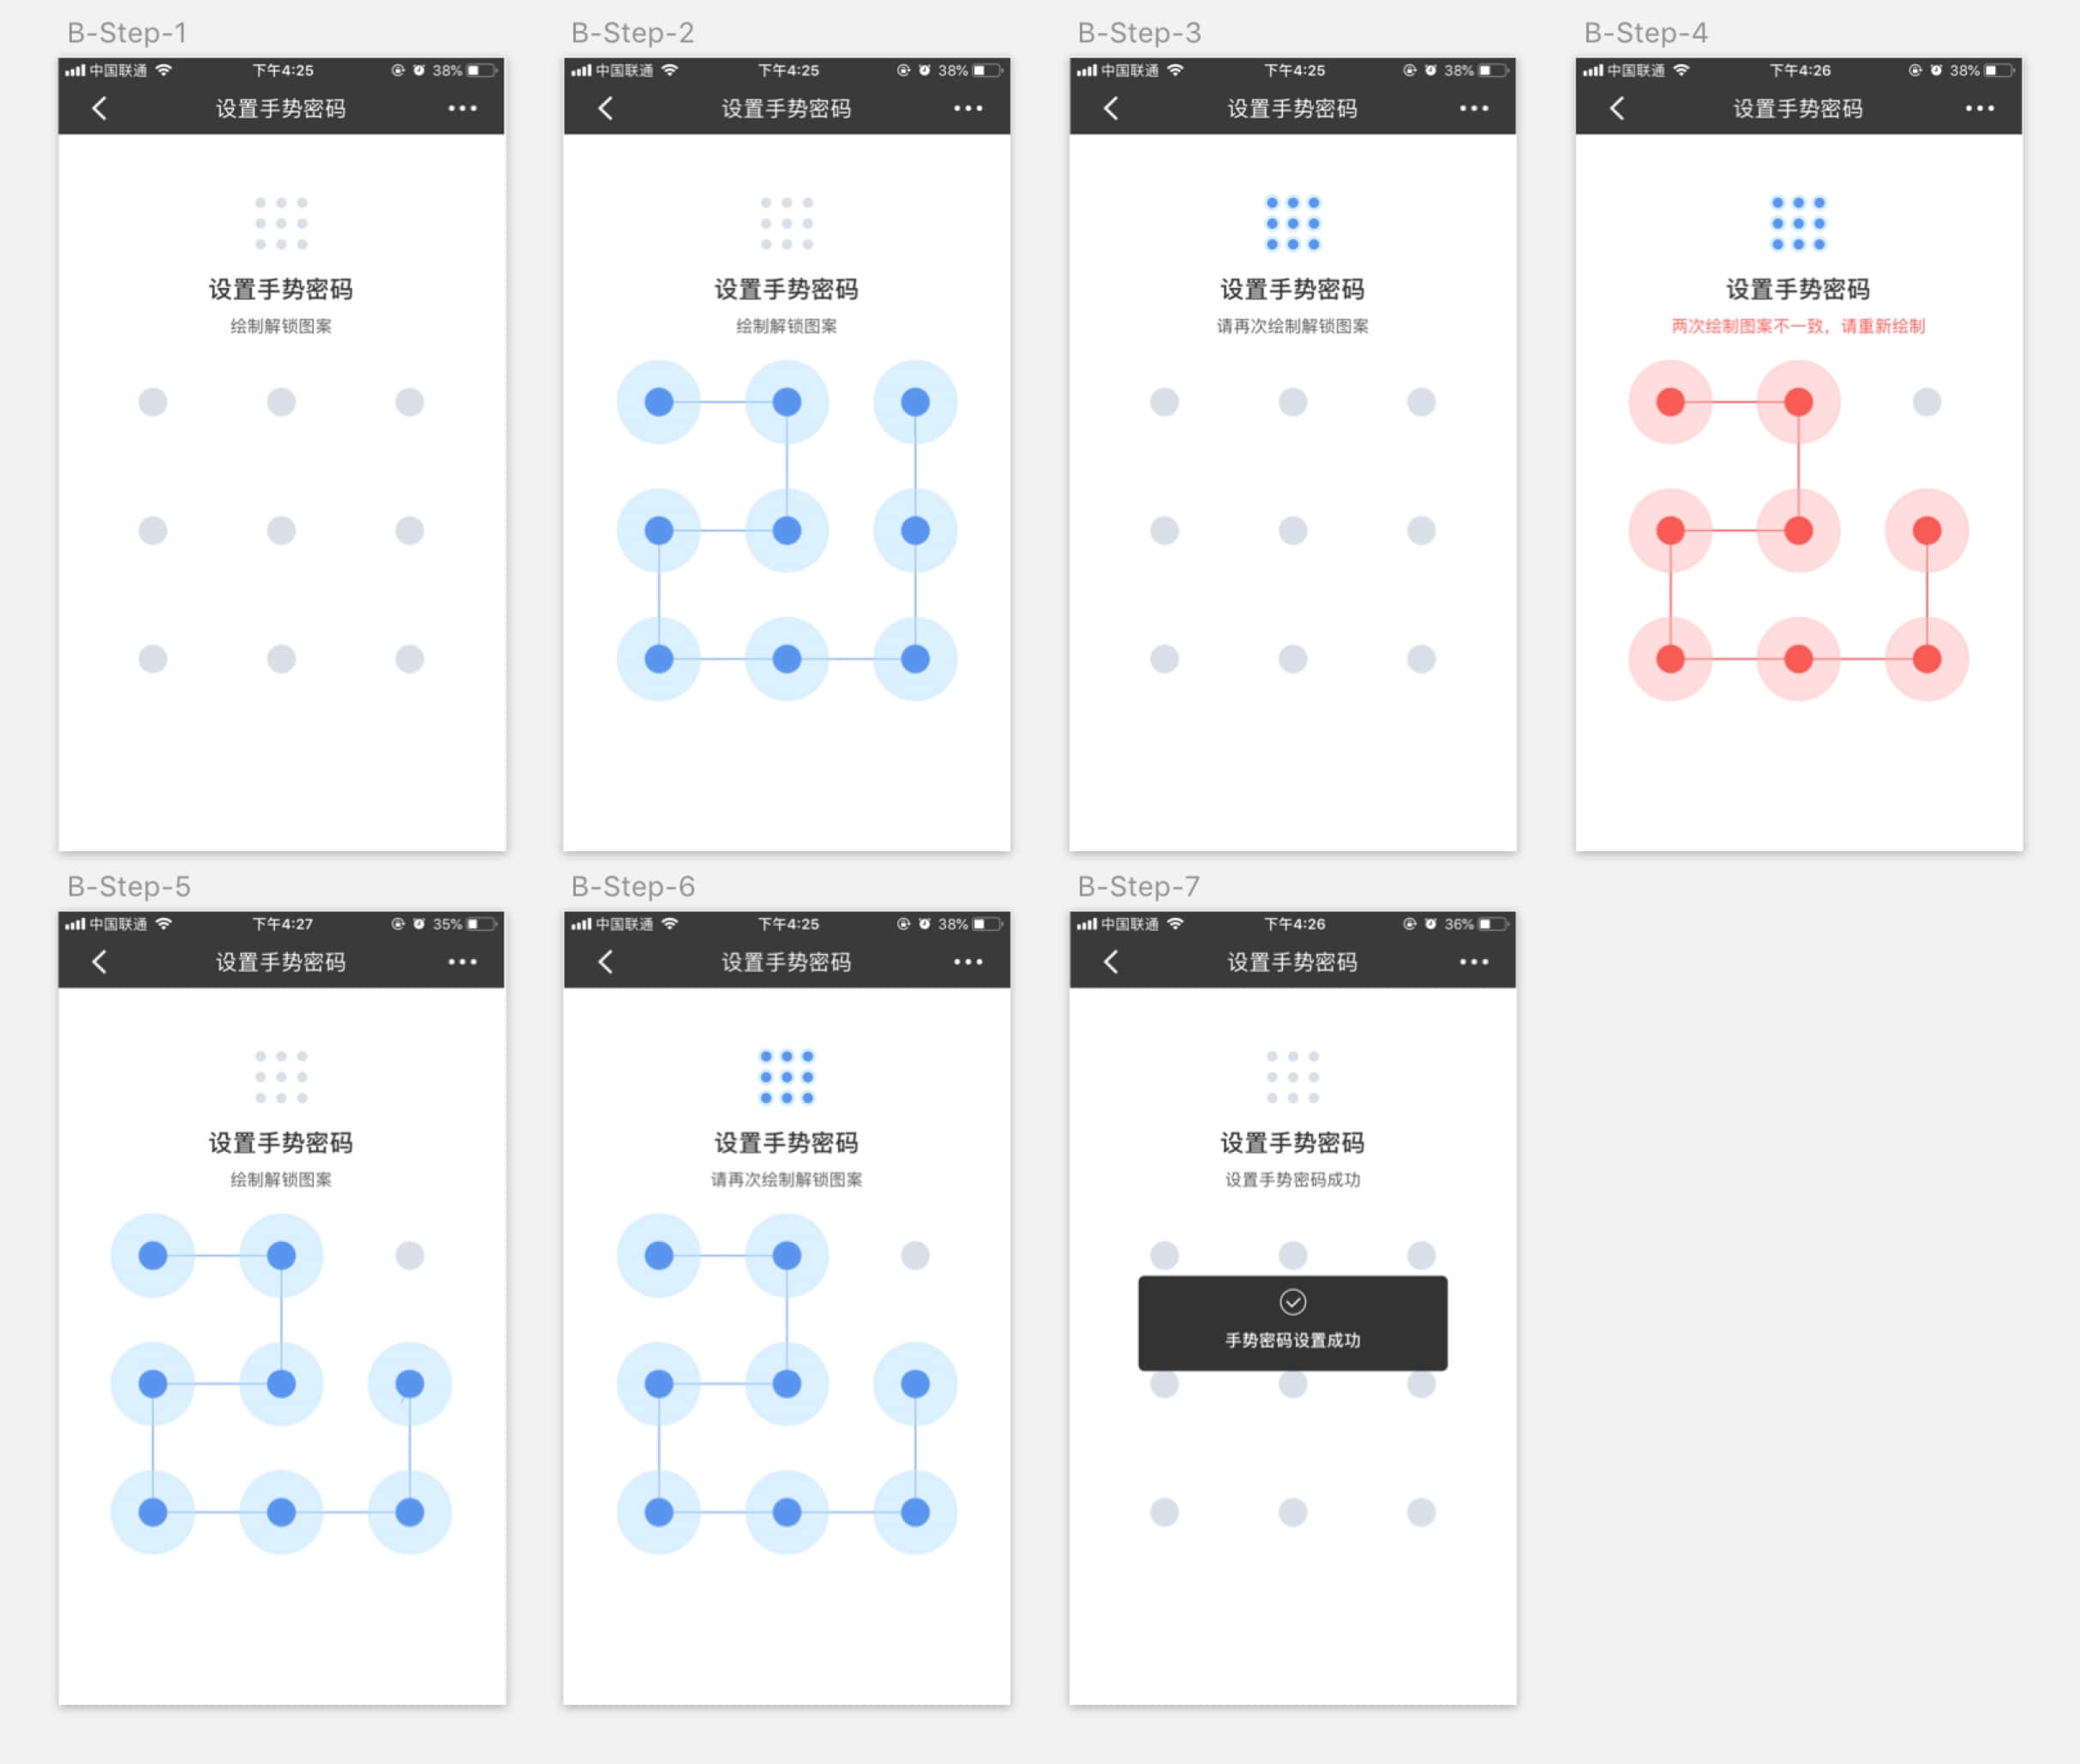 B-Step-1
中国联通 下午4:25 38%
设置手势密码
设置手势密码
绘制解锁图案
B-Step-2
中国联通 下午4:25 38%
设置手势密码
设置手势密码
绘制解锁图案
B-Step-3
中国联通 下午4:25 38%
设置手势密码
设置手势密码
请再次绘制解锁图案
B-Step-4
中国联通 下午4:26 38%
设置手势密码
设置手势密码
两次绘制图案不一致，请重新绘制
B-Step-5
中国联通 下午4:27 35%
设置手势密码
设置手势密码
绘制解锁图案
B-Step-6
中国联通 下午4:25 38%
设置手势密码
设置手势密码
请再次绘制解锁图案
B-Step-7
中国联通 下午4:26 36%
设置手势密码
设置手势密码
设置手势密码成功
手势密码设置成功